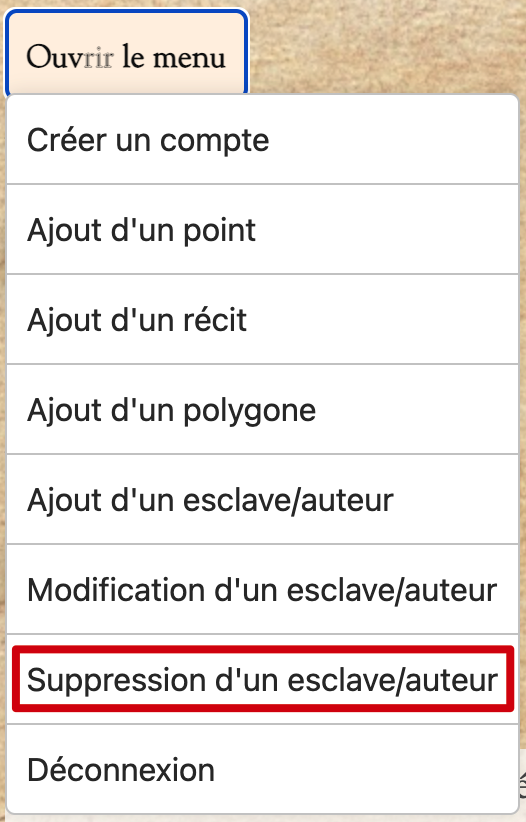 Ouvrir le menu
Créer un compte
Ajout d'un point
Ajout d'un récit
Ajout d'un polygone
Ajout d'un esclave/auteur
Modification d'un esclave/auteur
Suppression d'un esclave/auteur
Déconnexion